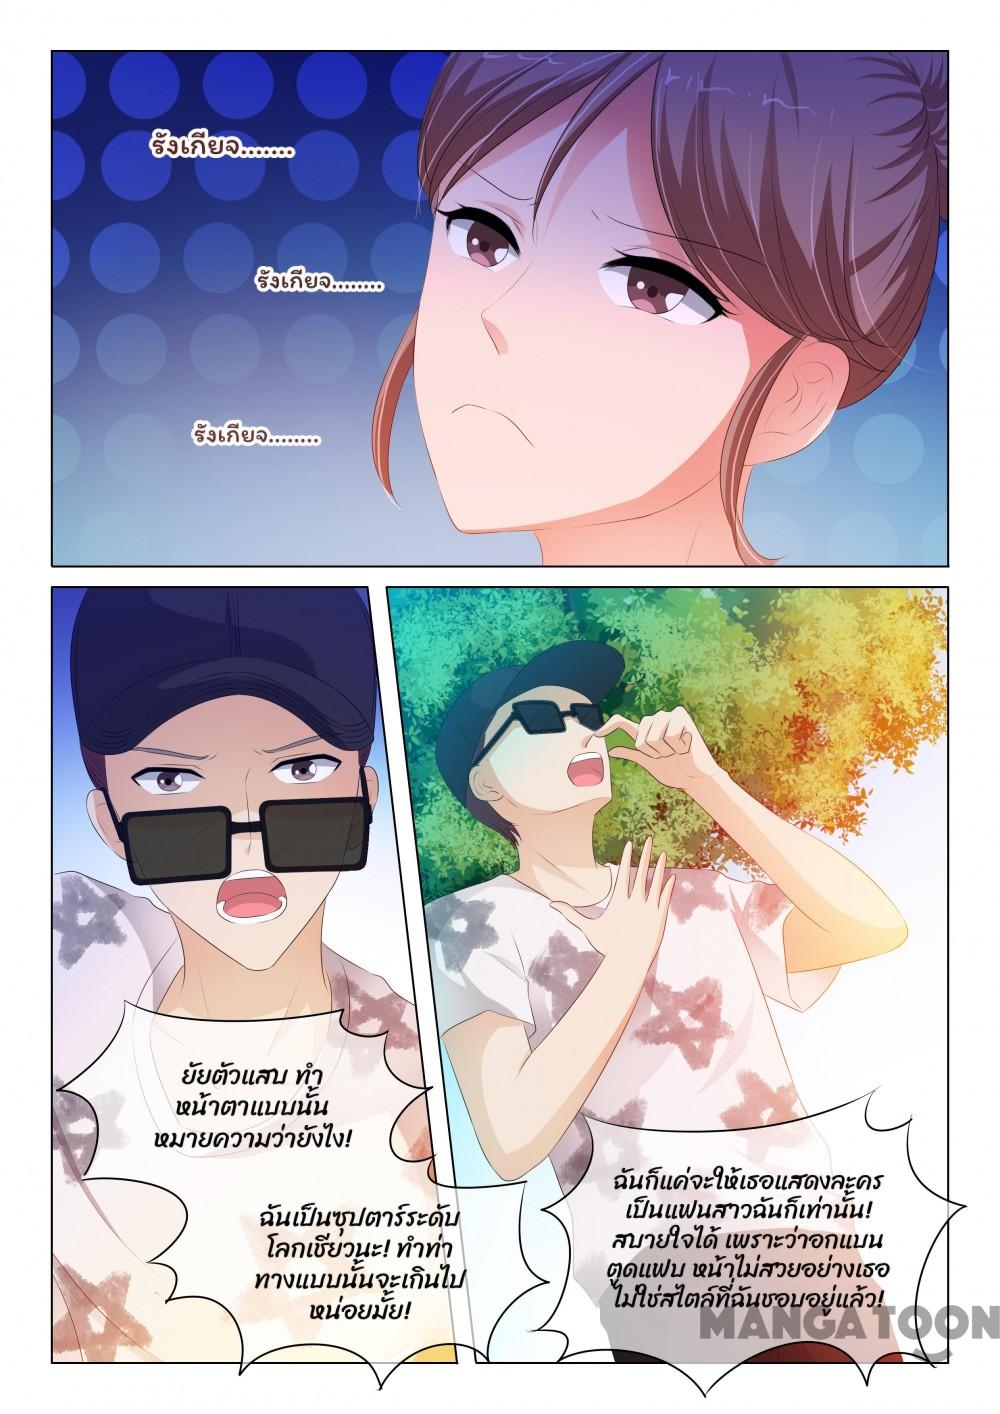 รังเกียจ.......
รังเกียจ........
รังเกียจ........
ยัยตัวแสบ ทำ
หน้าตาแบบนั้น
หมายความว่ายังไง!
ฉันเป็นซุปตาร์ระดับ
โลกเชียวนะ! ทำท่า
ทางแบบนั้นจะเกินไป
หน่อยมั้ย!
ฉันก็แค่จะให้เธอแสดงละคร
เป็นแฟนสาวฉันก็เท่านั้น!
สบายใจได้ เพราะว่าอกแบน
ตูดแฟบ หน้าไม่สวยอย่างเธอ
ไม่ใช่สไตล์ที่ฉันชอบอยู่แล้ว!
MANGATOON